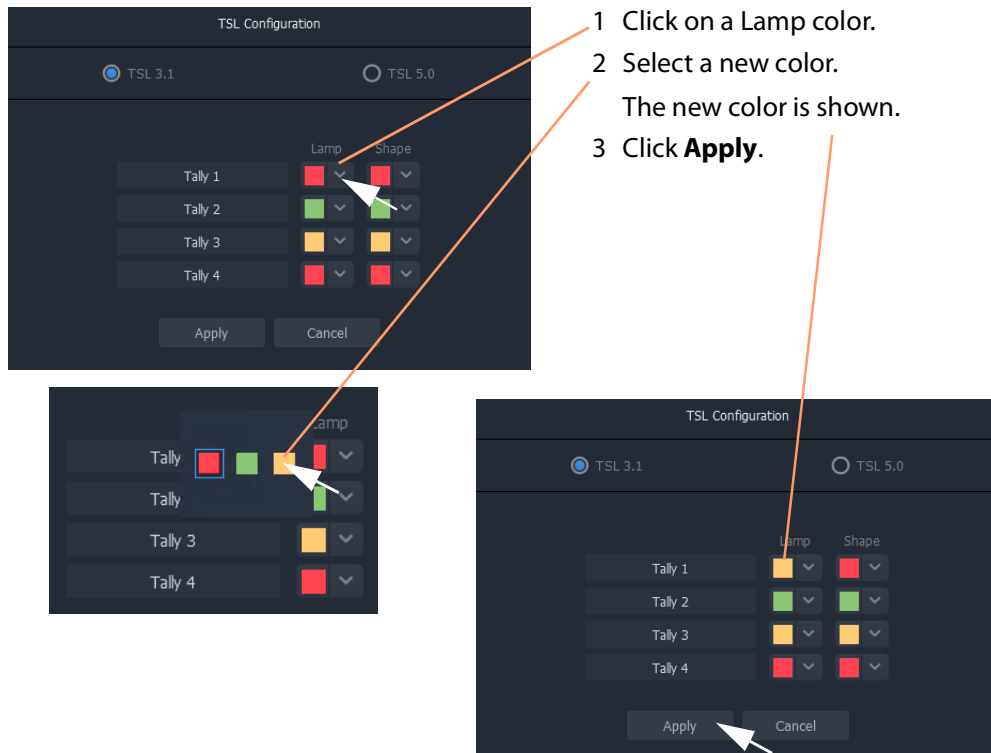 TSL Configuration
TSL 3.1 TSL 5.0
Lamp Shape
Tally 1
Tally 2
Tally 3
Tally 4
Apply Cancel
1 Click on a Lamp color.
2 Select a new color.
The new color is shown.
3 Click Apply.
Lamp
Tally
Tally
Tally 3
Tally 4
TSL Configuration
TSL 3.1 TSL 5.0
Lamp Shape
Tally 1
Tally 2
Tally 3
Tally 4
Apply Cancel